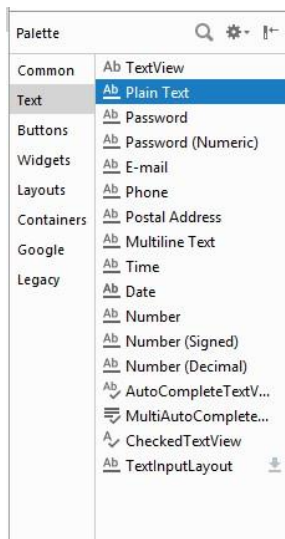 Palette
Common
Text
Buttons
Widgets
Layouts
Containers
Google
Legacy
Ab TextView
Ab Plain Text
Ab Password
Ab Password (Numeric)
Ab E-mail
Ab Phone
Ab Postal Address
Ab Multiline Text
Ab Time
Ab Date
Ab Number
Ab Number (Signed)
Ab Number (Decimal)
Ab AutoCompleteTextV...
MultiAutoComplete...
A CheckedTextView
Ab TextInputLayout